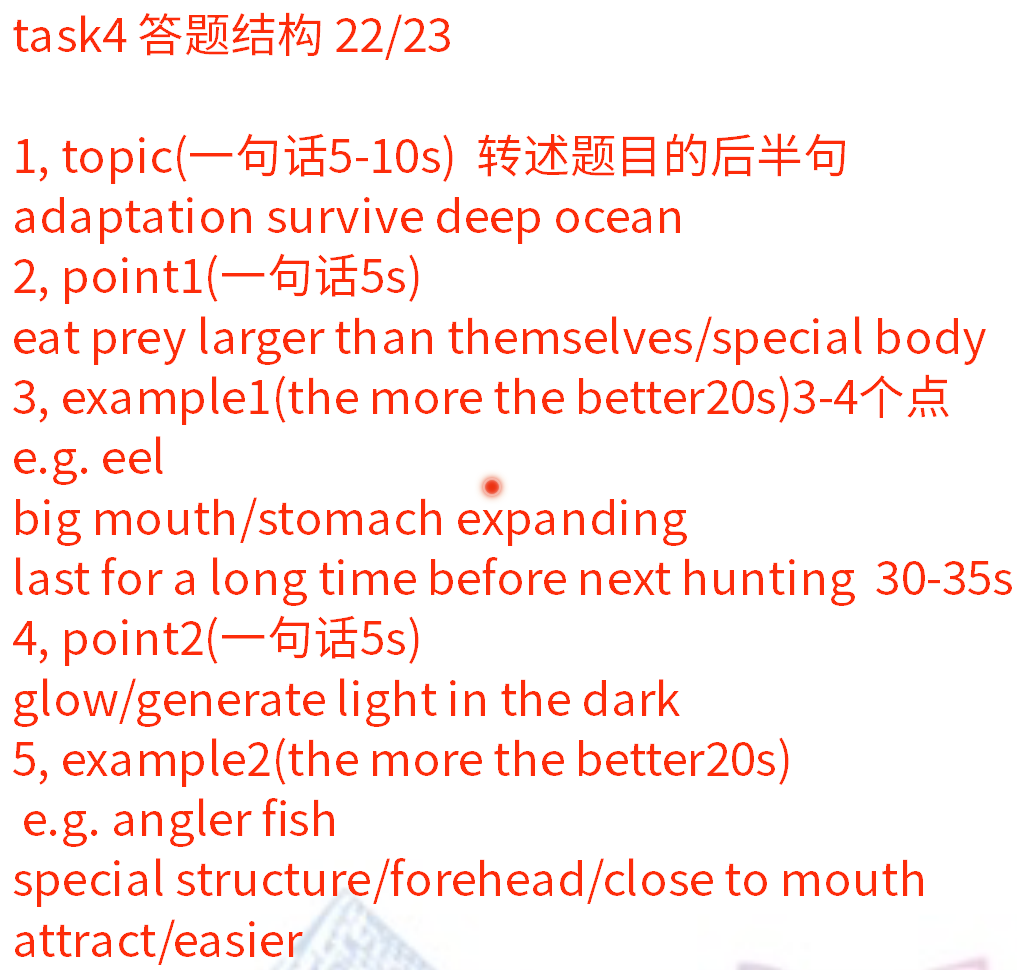 task4 答题结构 22/23
1, topic(一句话5-10s)  转述题目的后半句
adaptation survive deep ocean
2, point1(一句话5s)
eat prey larger than themselves/special body
3, example1(the more the better20s)3-4个点
e.g. eel
big mouth/stomach expanding
last for a long time before next hunting  30-35s
4, point2(一句话5s)
glow/generate light in the dark
5, example2(the more the better20s)
e.g. angler fish
special structure/forehead/close to mouth
attract/easier